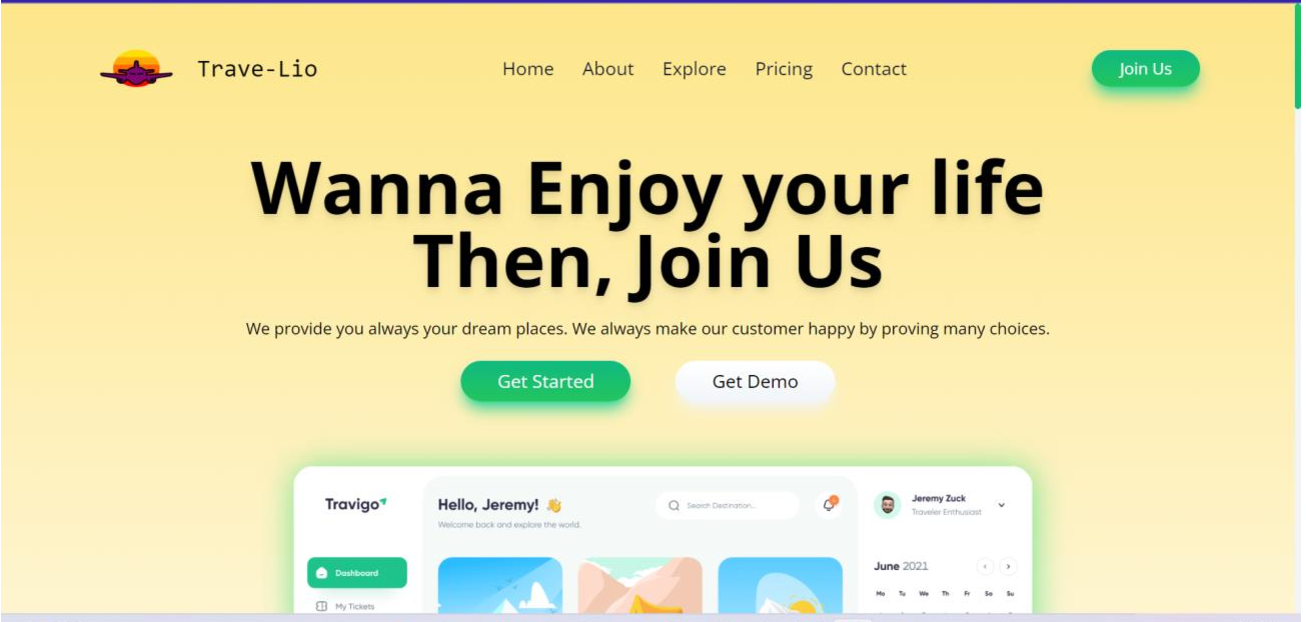 Trave-Lio
Home About Explore Pricing Contact
Join Us
Wanna Enjoy your life
Then, Join Us
We provide you always your dream places. We always make our customer happy by proving many choices.
Get Started Get Demo
Travigo
Hello, Jeremy! 👋
Welcome back and explore the world.
Search Destination...
Jeremy Zuck
Traveler Enthusiast
Dashboard
My Tickets
June 2021
Mo Tu We Th Fr Sa Su